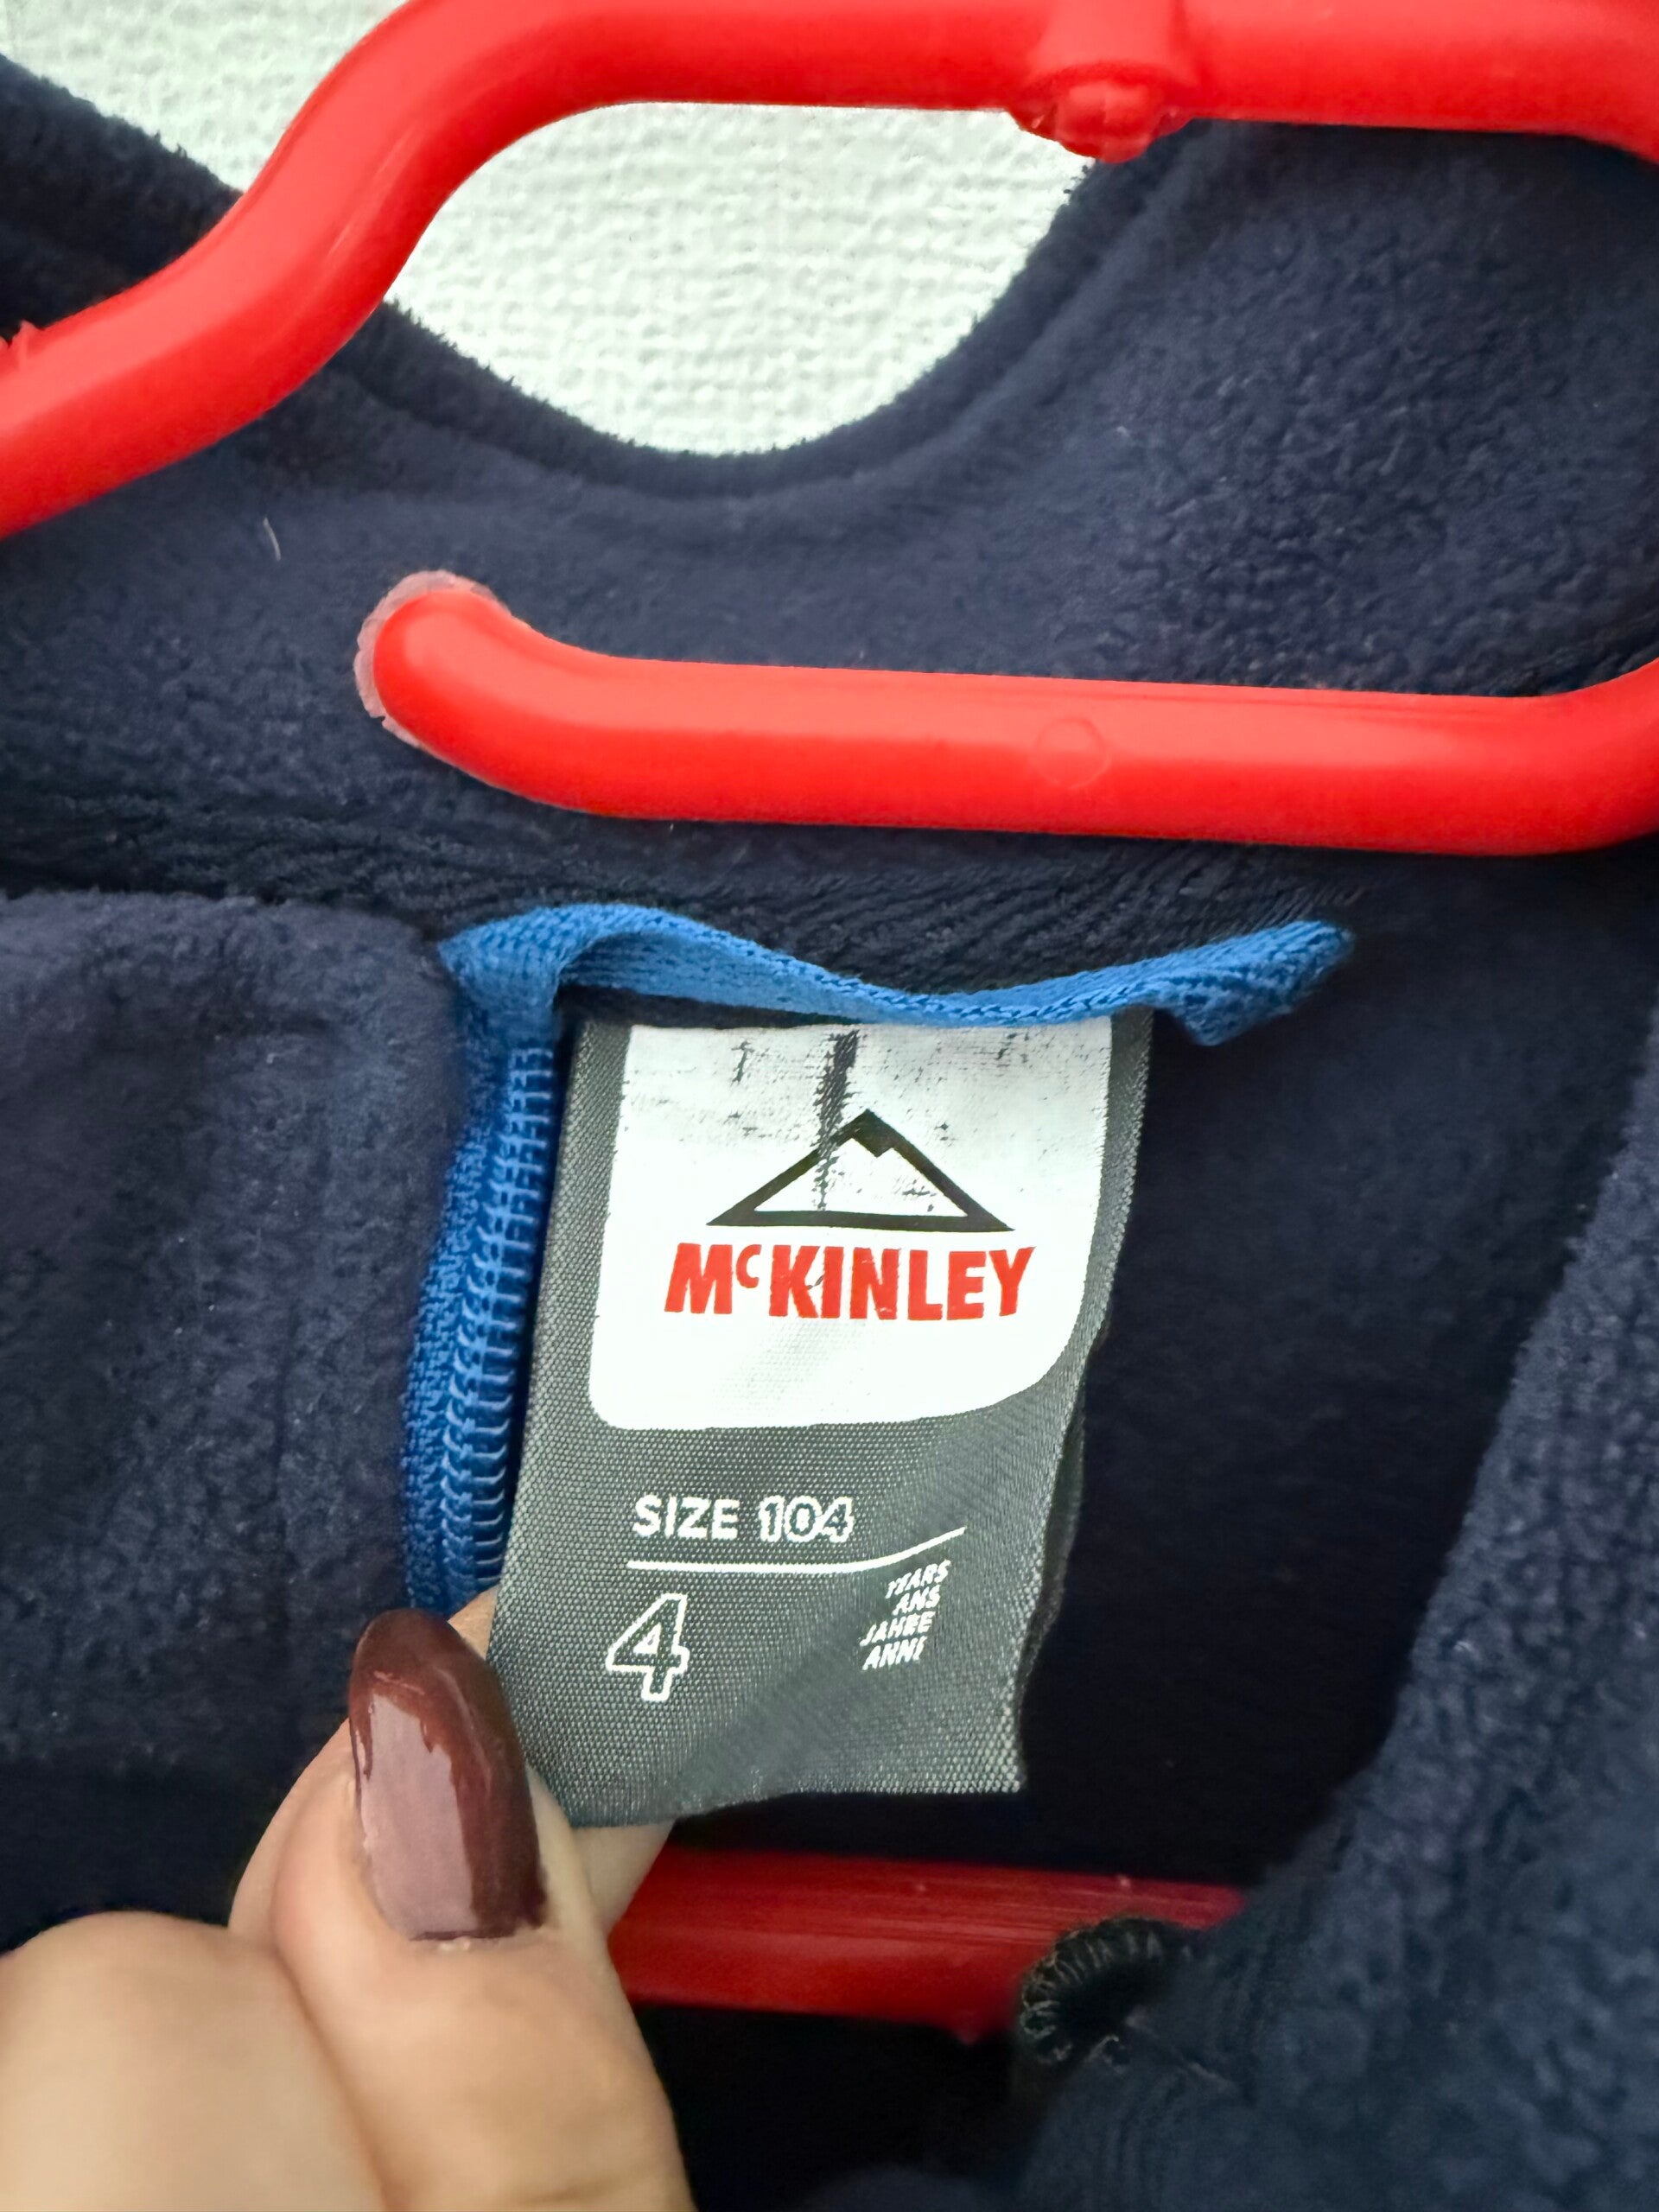 McKINLEY
SIZE 104
4
YEARS
ANS
JAHRE
ANNI